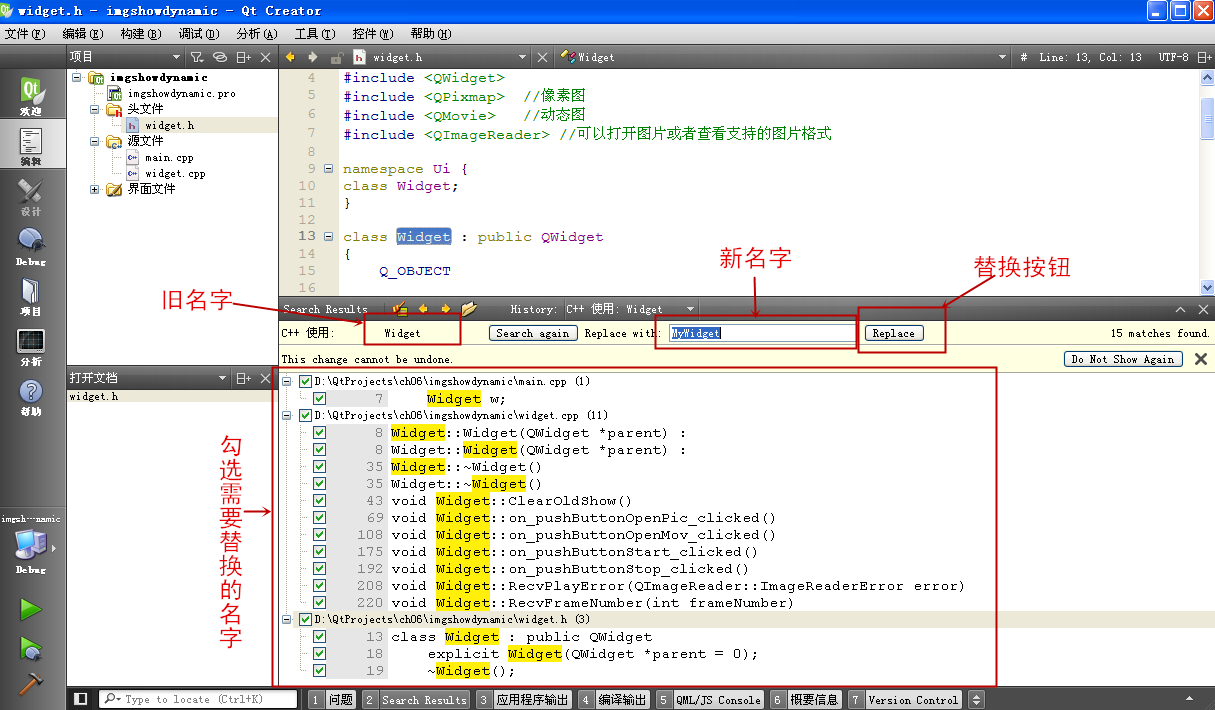 widget.h - imgshowdynamic - Qt Creator
文件(F) 编辑(E) 构建(B) 调试(D) 分析(A) 工具(T) 控件(W) 帮助(H)
项目
widget.h
Widget
# Line: 13, Col: 13 UTF-8
欢迎
编辑
设计
Debug
项目
分析
帮助
imgshowdynamic
imgshowdynamic.pro
头文件
widget.h
源文件
main.cpp
widget.cpp
界面文件
4 #include <QWidget>
5 #include <QPixmap> //像素图
6 #include <QMovie> //动态图
7 #include <QImageReader> //可以打开图片或者查看支持的图片格式
8
9 namespace Ui {
10 class Widget;
11 }
12
13 class Widget : public QWidget
14 {
15 Q_OBJECT
16
旧名字
新名字
替换按钮
Search Results History: C++ 使用: Widget
C++ 使用: Widget Search again Replace with: MyWidget Replace 15 matches found.
This change cannot be undone. Do Not Show Again
打开文档
widget.h
勾选需要替换的名字
D:\QtProjects\ch06\imgshowdynamic\main.cpp (1)
7 Widget w;
D:\QtProjects\ch06\imgshowdynamic\widget.cpp (11)
8 Widget::Widget(QWidget *parent) :
8 Widget::Widget(QWidget *parent) :
35 Widget::~Widget()
35 Widget::~Widget()
43 void Widget::ClearOldShow()
69 void Widget::on_pushButtonOpenPic_clicked()
108 void Widget::on_pushButtonOpenMov_clicked()
175 void Widget::on_pushButtonStart_clicked()
192 void Widget::on_pushButtonStop_clicked()
208 void Widget::RecvPlayError(QImageReader::ImageReaderError error)
220 void Widget::RecvFrameNumber(int frameNumber)
D:\QtProjects\ch06\imgshowdynamic\widget.h (3)
13 class Widget : public QWidget
18 explicit Widget(QWidget *parent = 0);
19 ~Widget();
imgsh···namic
Debug
Type to locate (Ctrl+K) 1 问题 2 Search Results 3 应用程序输出 4 编译输出 5 QML/JS Console 6 概要信息 7 Version Control